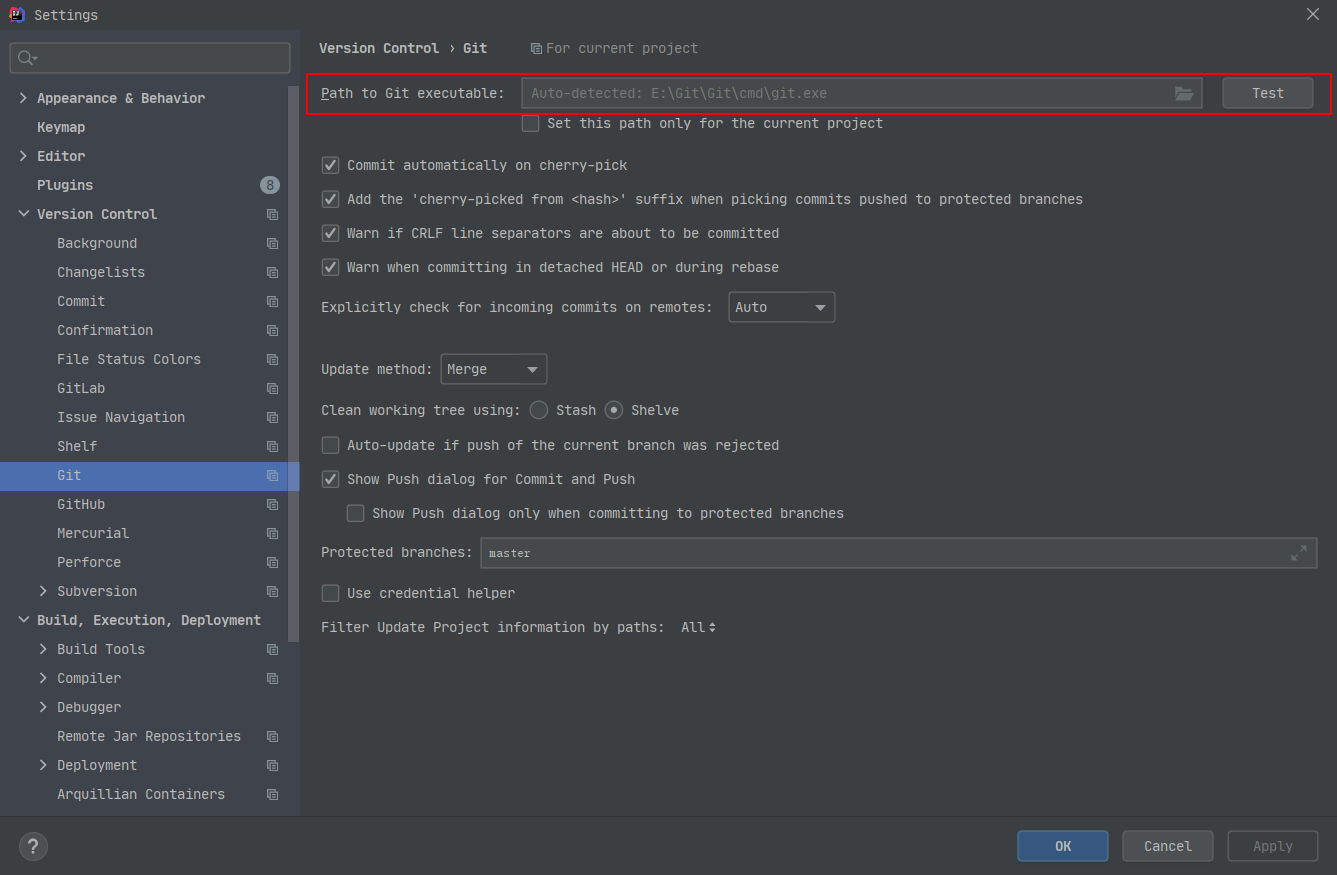 Settings
Version Control › Git
For current project
Appearance & Behavior
Keymap
Editor
Plugins
8
Version Control
Background
Changelists
Commit
Confirmation
File Status Colors
GitLab
Issue Navigation
Shelf
Git
GitHub
Mercurial
Perforce
Subversion
Build, Execution, Deployment
Build Tools
Compiler
Debugger
Remote Jar Repositories
Deployment
Arquillian Containers
Path to Git executable:
Auto-detected: E:\Git\Git\cmd\git.exe
Test
Set this path only for the current project
Commit automatically on cherry-pick
Add the 'cherry-picked from <hash>' suffix when picking commits pushed to protected branches
Warn if CRLF line separators are about to be committed
Warn when committing in detached HEAD or during rebase
Explicitly check for incoming commits on remotes: Auto
Update method: Merge
Clean working tree using: Stash Shelve
Auto-update if push of the current branch was rejected
Show Push dialog for Commit and Push
Show Push dialog only when committing to protected branches
Protected branches: master
Use credential helper
Filter Update Project information by paths: All
?
OK
Cancel
Apply